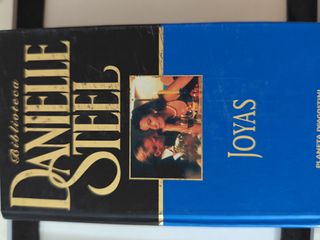 Biblioteca
DANIELLE
STEEL
JOYAS
PLANETA DEAGOSTINI